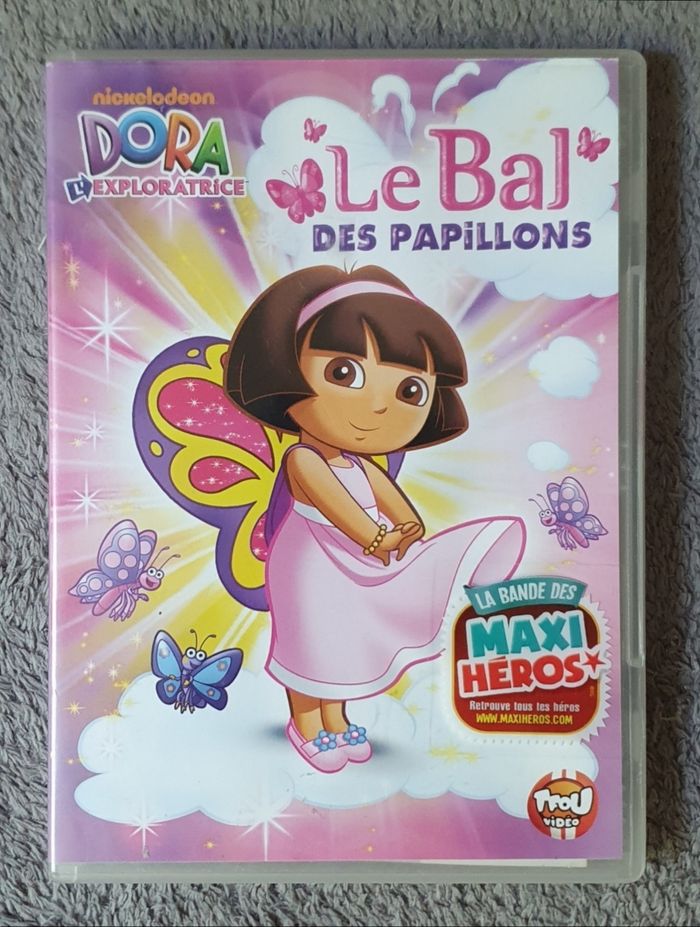 nickelodeon
DORA
L'EXPLORATRICE
Le Bal
DES PAPiLLONS
LA BANDE DES
MAXI
HÉROS
Retrouve tous tes héros
WWW.MAXIHEROS.COM
TFOU
VIDÉO